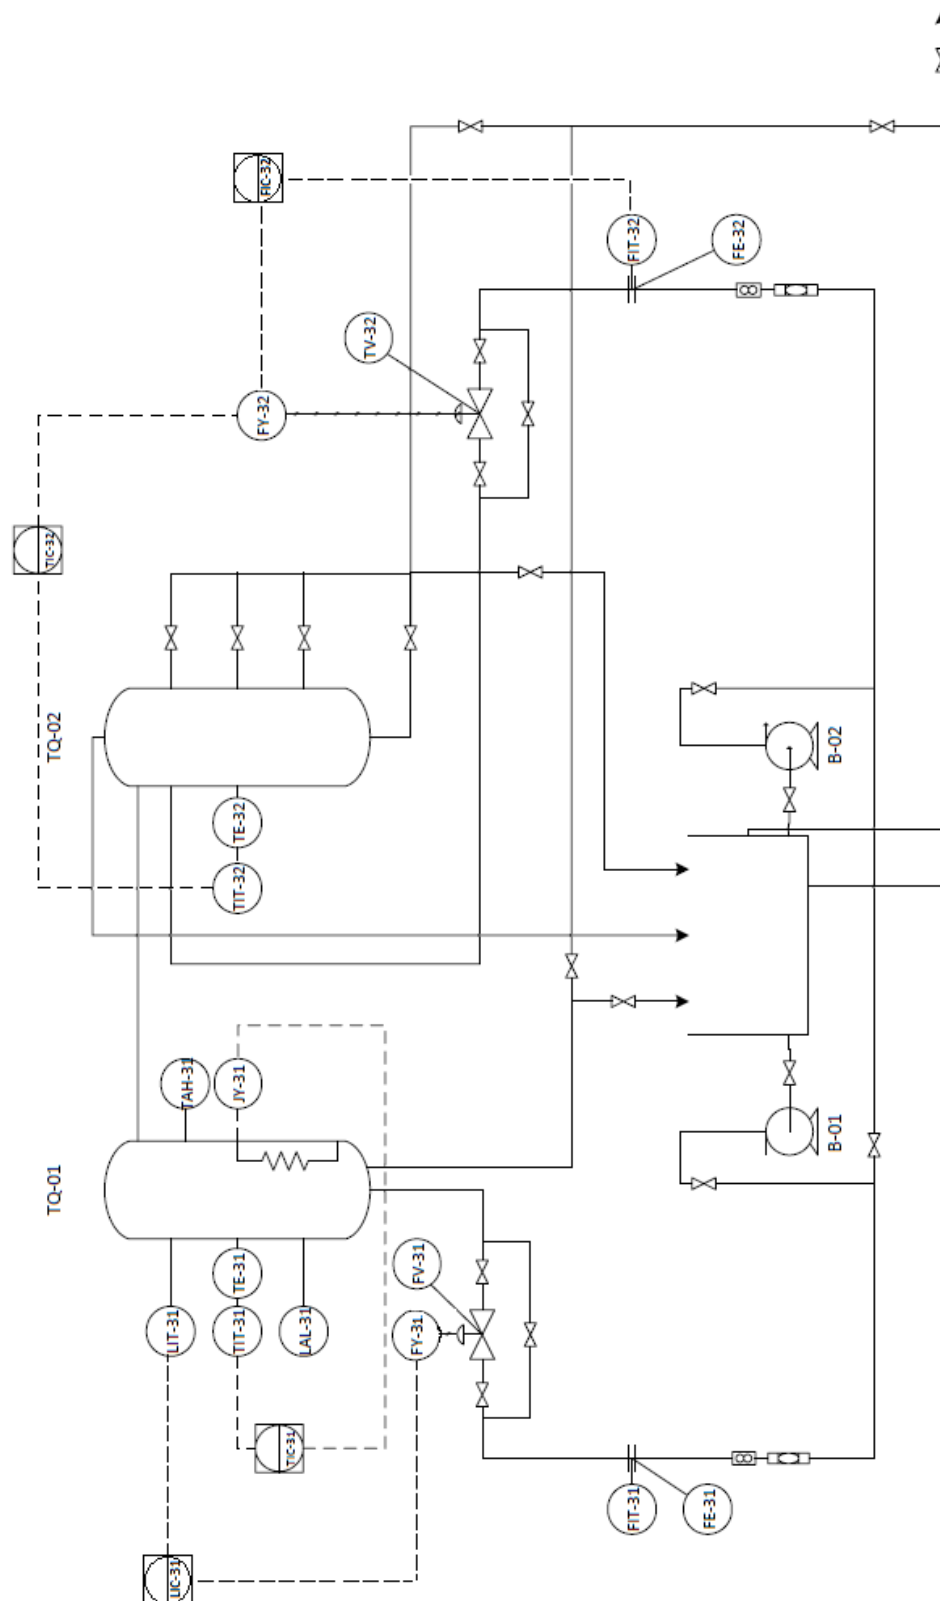 LIC-31
LIT-31
TIC-31
TIT-31
TE-31
LAL-31
TQ-01
TAH-31
JY-31
FY-31
FV-31
FIT-31
FE-31
B-01
TIT-32
TE-32
TQ-02
TIC-32
FY-32
TV-32
FIC-32
FIT-32
FE-32
B-02
8
8